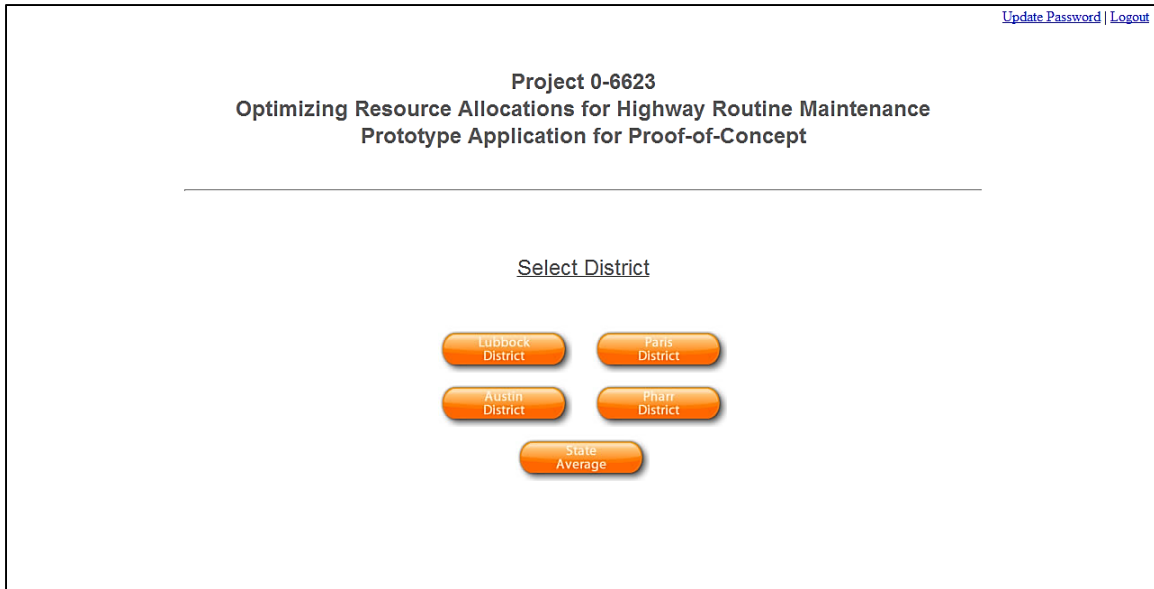 Update Password | Logout
Project 0-6623
Optimizing Resource Allocations for Highway Routine Maintenance
Prototype Application for Proof-of-Concept
Select District
Lubbock
District
Paris
District
Austin
District
Pharr
District
State
Average